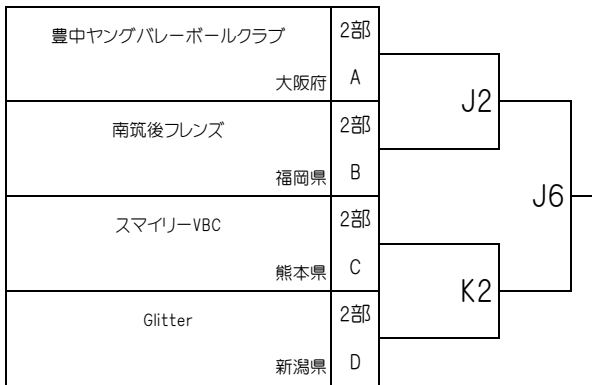 豊中ヤングバレーボールクラブ 2部
大阪府 A
J2
南筑後フレンズ 2部
福岡県 B
J6
スマイリーVBC 2部
熊本県 C
K2
Glitter 2部
新潟県 D